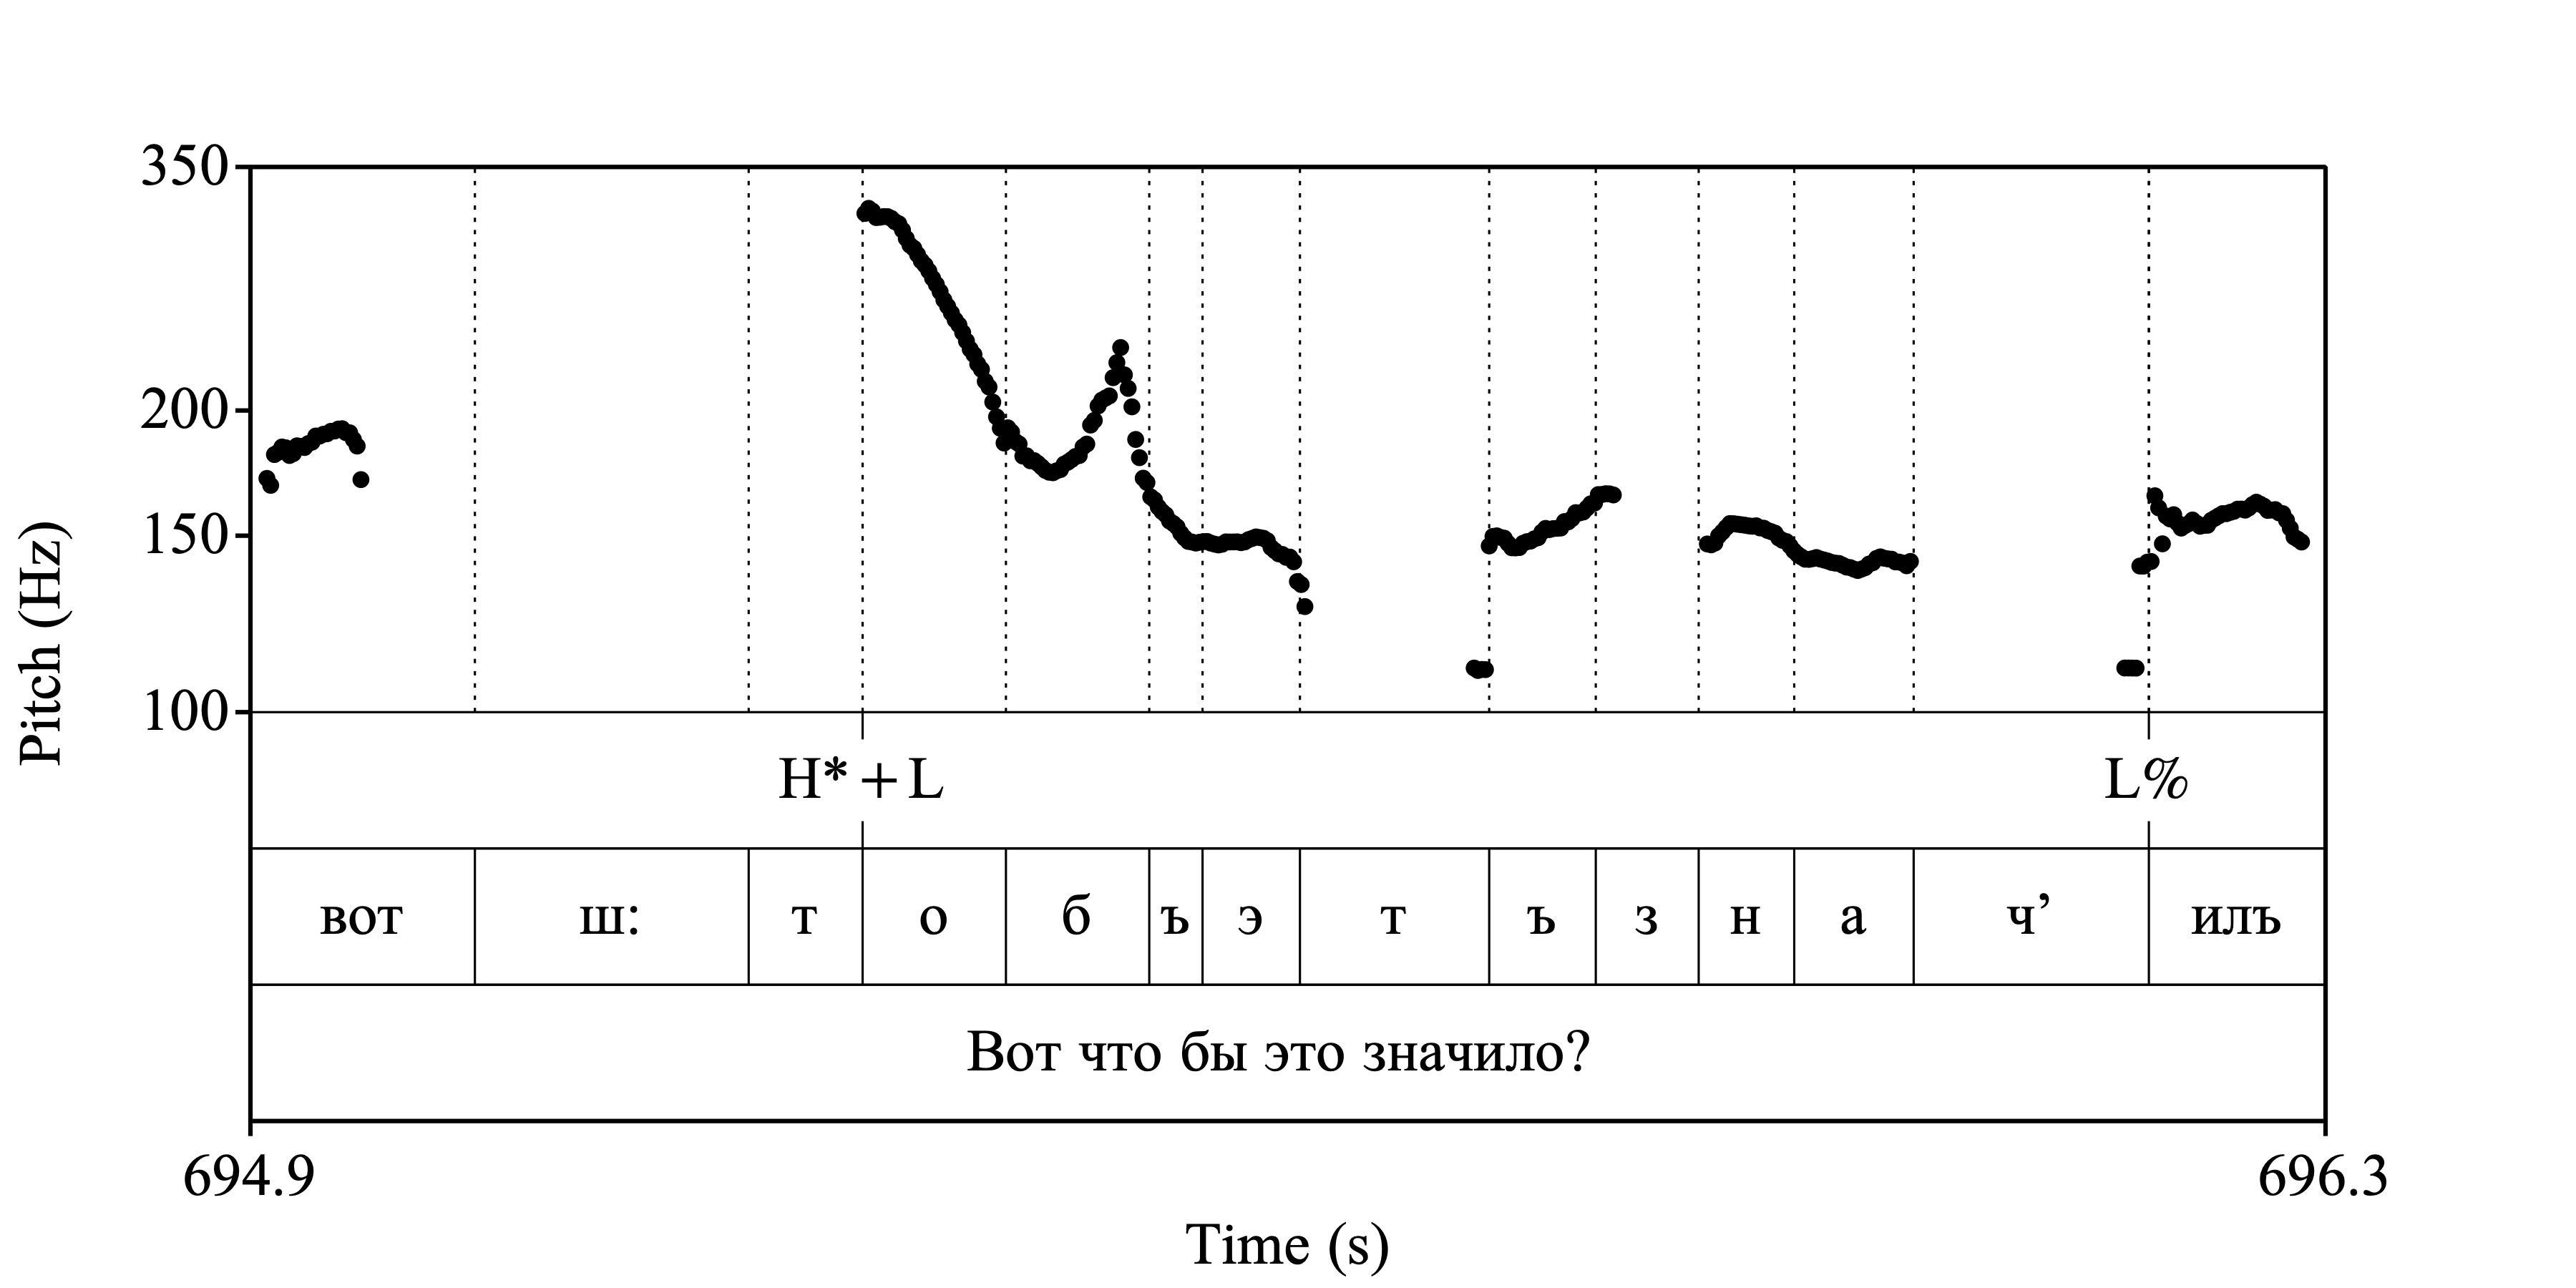 350
200
150
100
Pitch (Hz)
H* + L L%
вот ш: т о б ъ э т ъ з н а ч’ илъ
Вот что бы это значило?
694.9 696.3
Time (s)